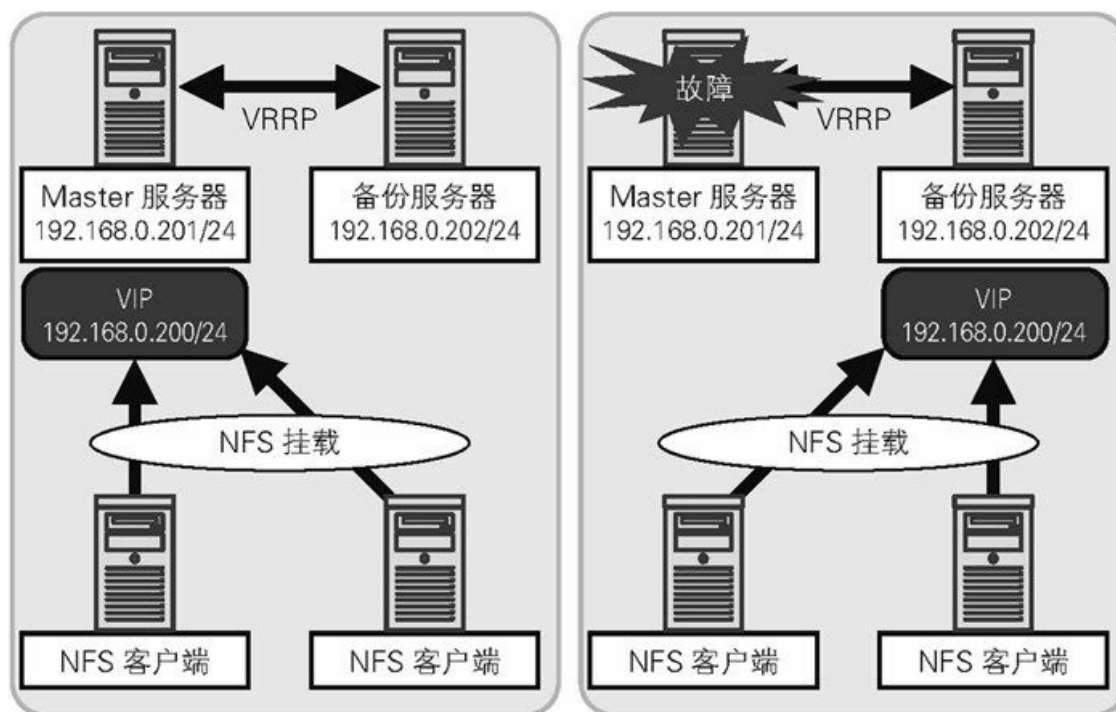 VRRP
Master 服务器
192.168.0.201/24
备份服务器
192.168.0.202/24
VIP
192.168.0.200/24
NFS 挂载
NFS 客户端
NFS 客户端
故障
VRRP
Master 服务器
192.168.0.201/24
备份服务器
192.168.0.202/24
VIP
192.168.0.200/24
NFS 挂载
NFS 客户端
NFS 客户端